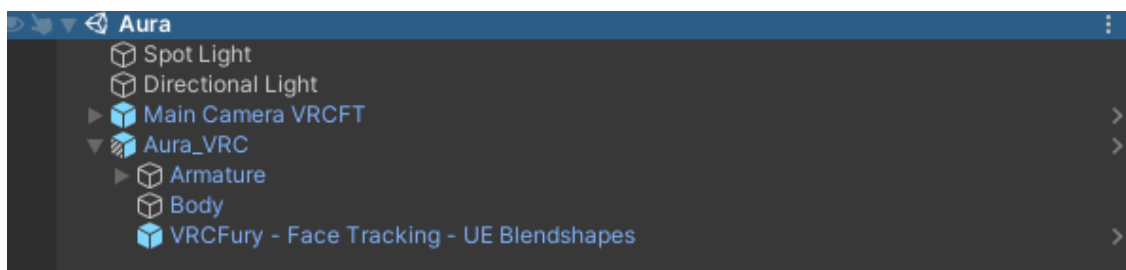 Aura
Spot Light
Directional Light
Main Camera VRCFT
Aura_VRC
Armature
Body
VRCFury - Face Tracking - UE Blendshapes